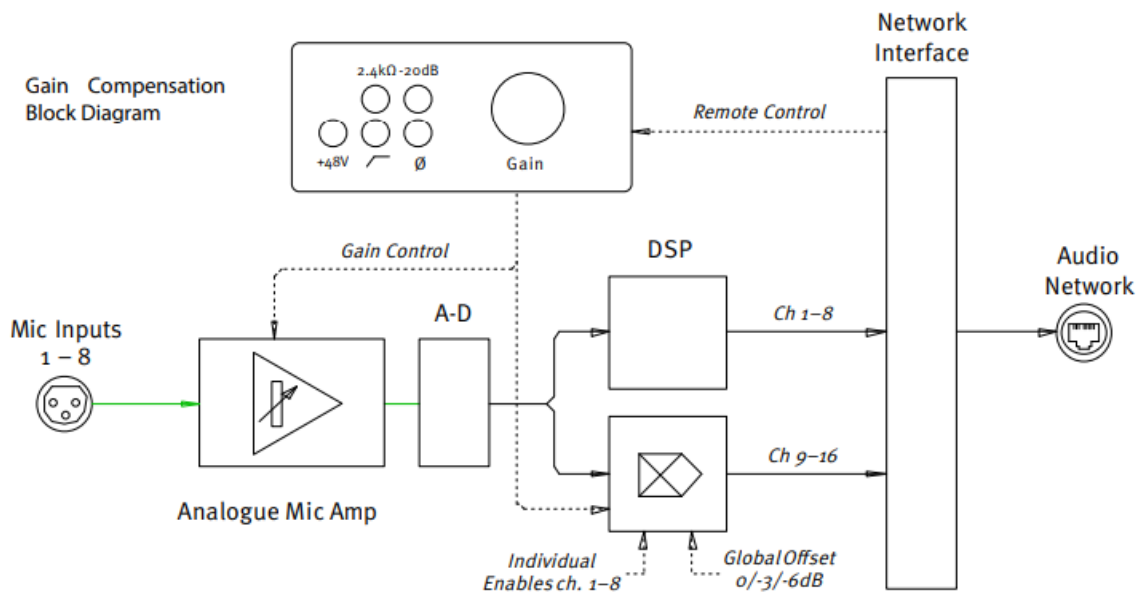 Network
Interface
Gain Compensation
Block Diagram
2.4kΩ -20dB
+48V
Ø
Gain
Remote Control
Gain Control
DSP
Audio
Network
A-D
Mic Inputs
1 – 8
Ch 1–8
Ch 9–16
Analogue Mic Amp
Individual
Enables ch. 1–8
Global Offset
0/-3/-6dB